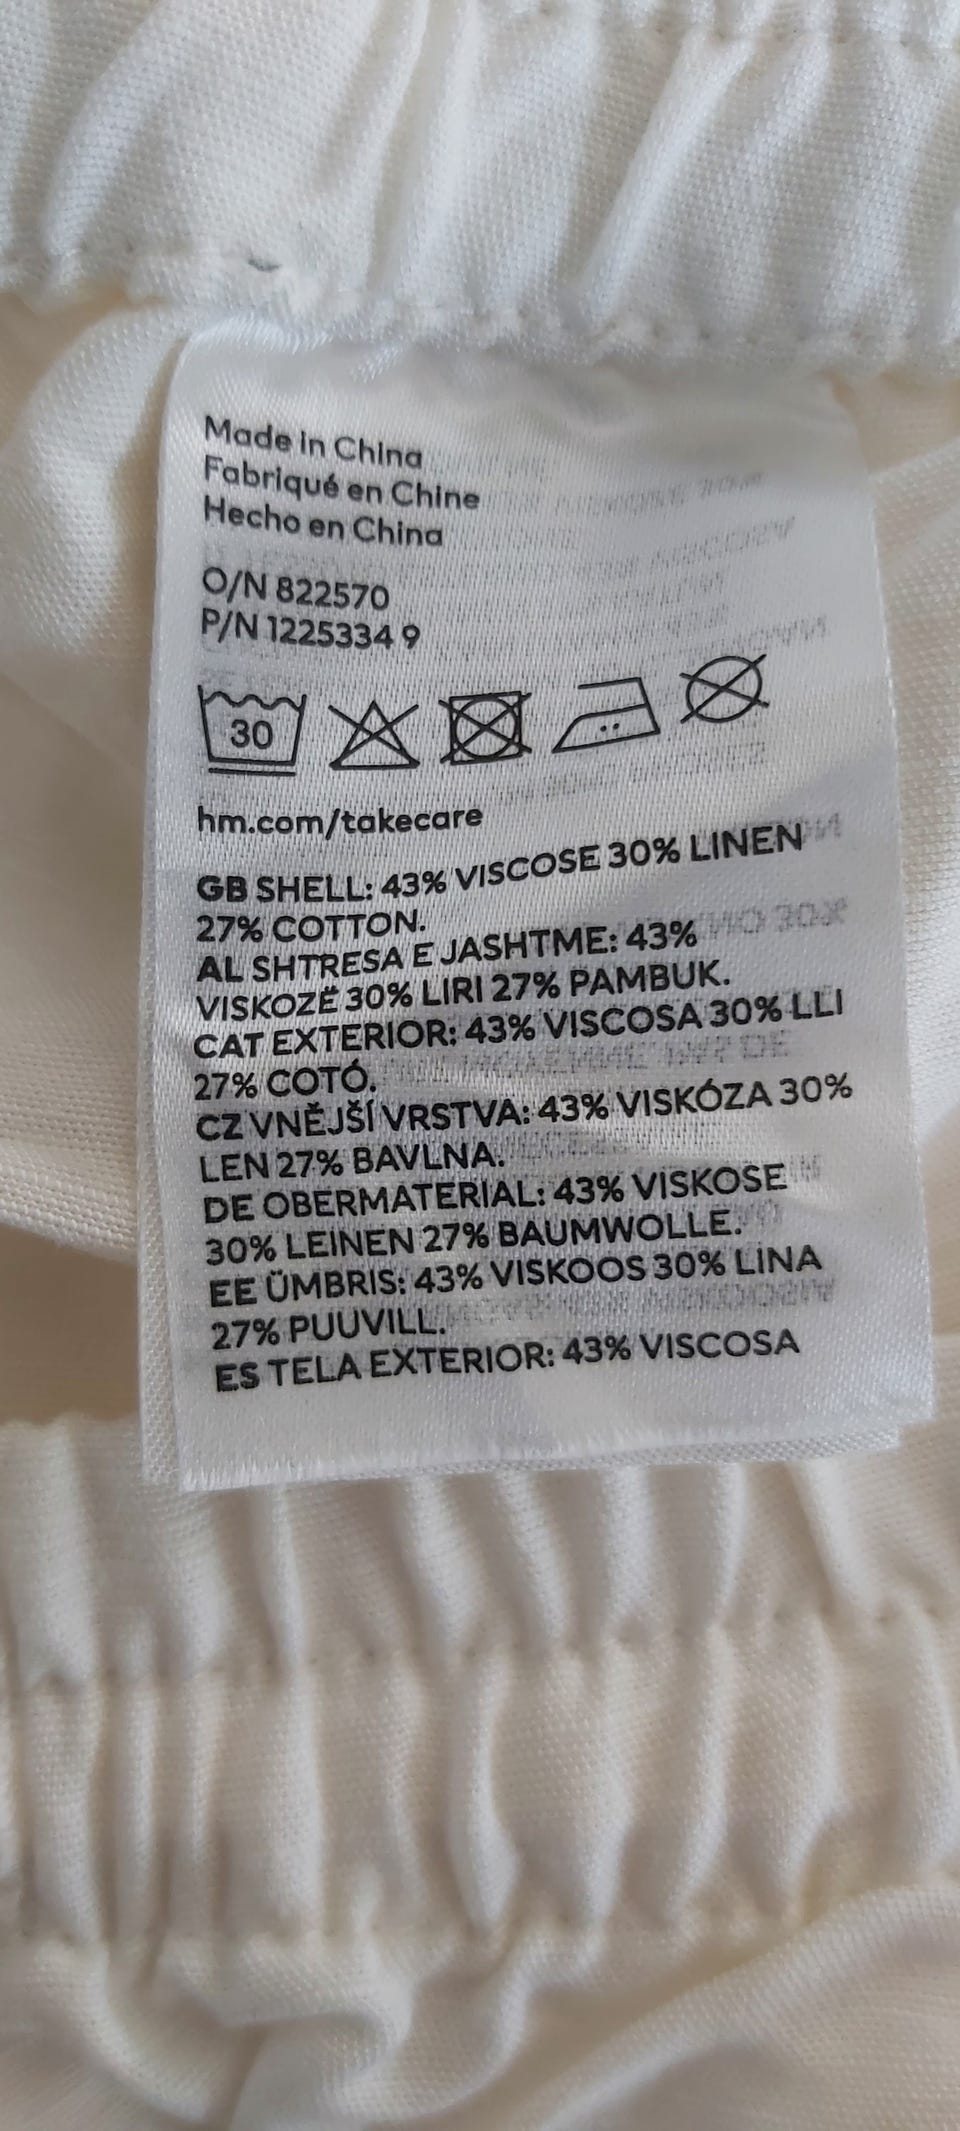 Made in China
Fabriqué en Chine
Hecho en China
O/N 822570
P/N 1225334 9
30
hm.com/takecare
GB SHELL: 43% VISCOSE 30% LINEN
27% COTTON.
AL SHTRESA E JASHTME: 43%
VISKOZË 30% LIRI 27% PAMBUK.
CAT EXTERIOR: 43% VISCOSA 30% LLI
27% COTÓ.
CZ VNĚJŠÍ VRSTVA: 43% VISKÓZA 30%
LEN 27% BAVLNA.
DE OBERMATERIAL: 43% VISKOSE
30% LEINEN 27% BAUMWOLLE.
EE ÜMBRIS: 43% VISKOOS 30% LINA
27% PUUVILL.
ES TELA EXTERIOR: 43% VISCOSA